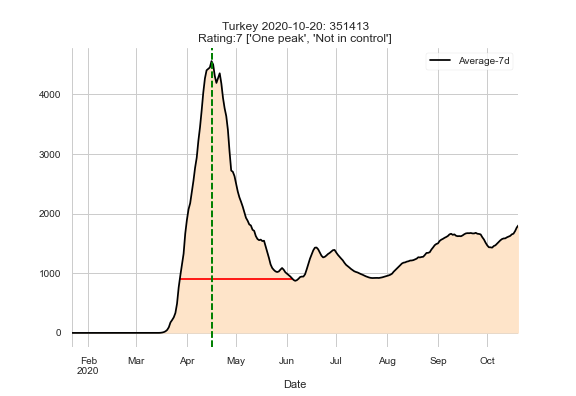 Turkey 2020-10-20: 351413
Rating:7 ['One peak', 'Not in control']
Average-7d
4000
3000
2000
1000
0
Feb Mar Apr May Jun Jul Aug Sep Oct
2020
Date